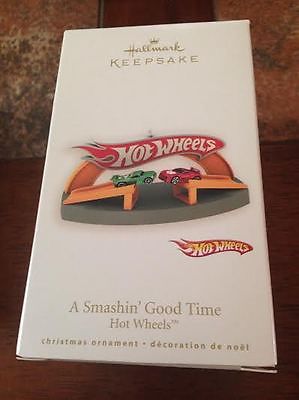 Hallmark
KEEPSAKE
HOT WHEELS
HOT WHEELS
A Smashin' Good Time
Hot Wheels™
christmas ornament • décoration de noël